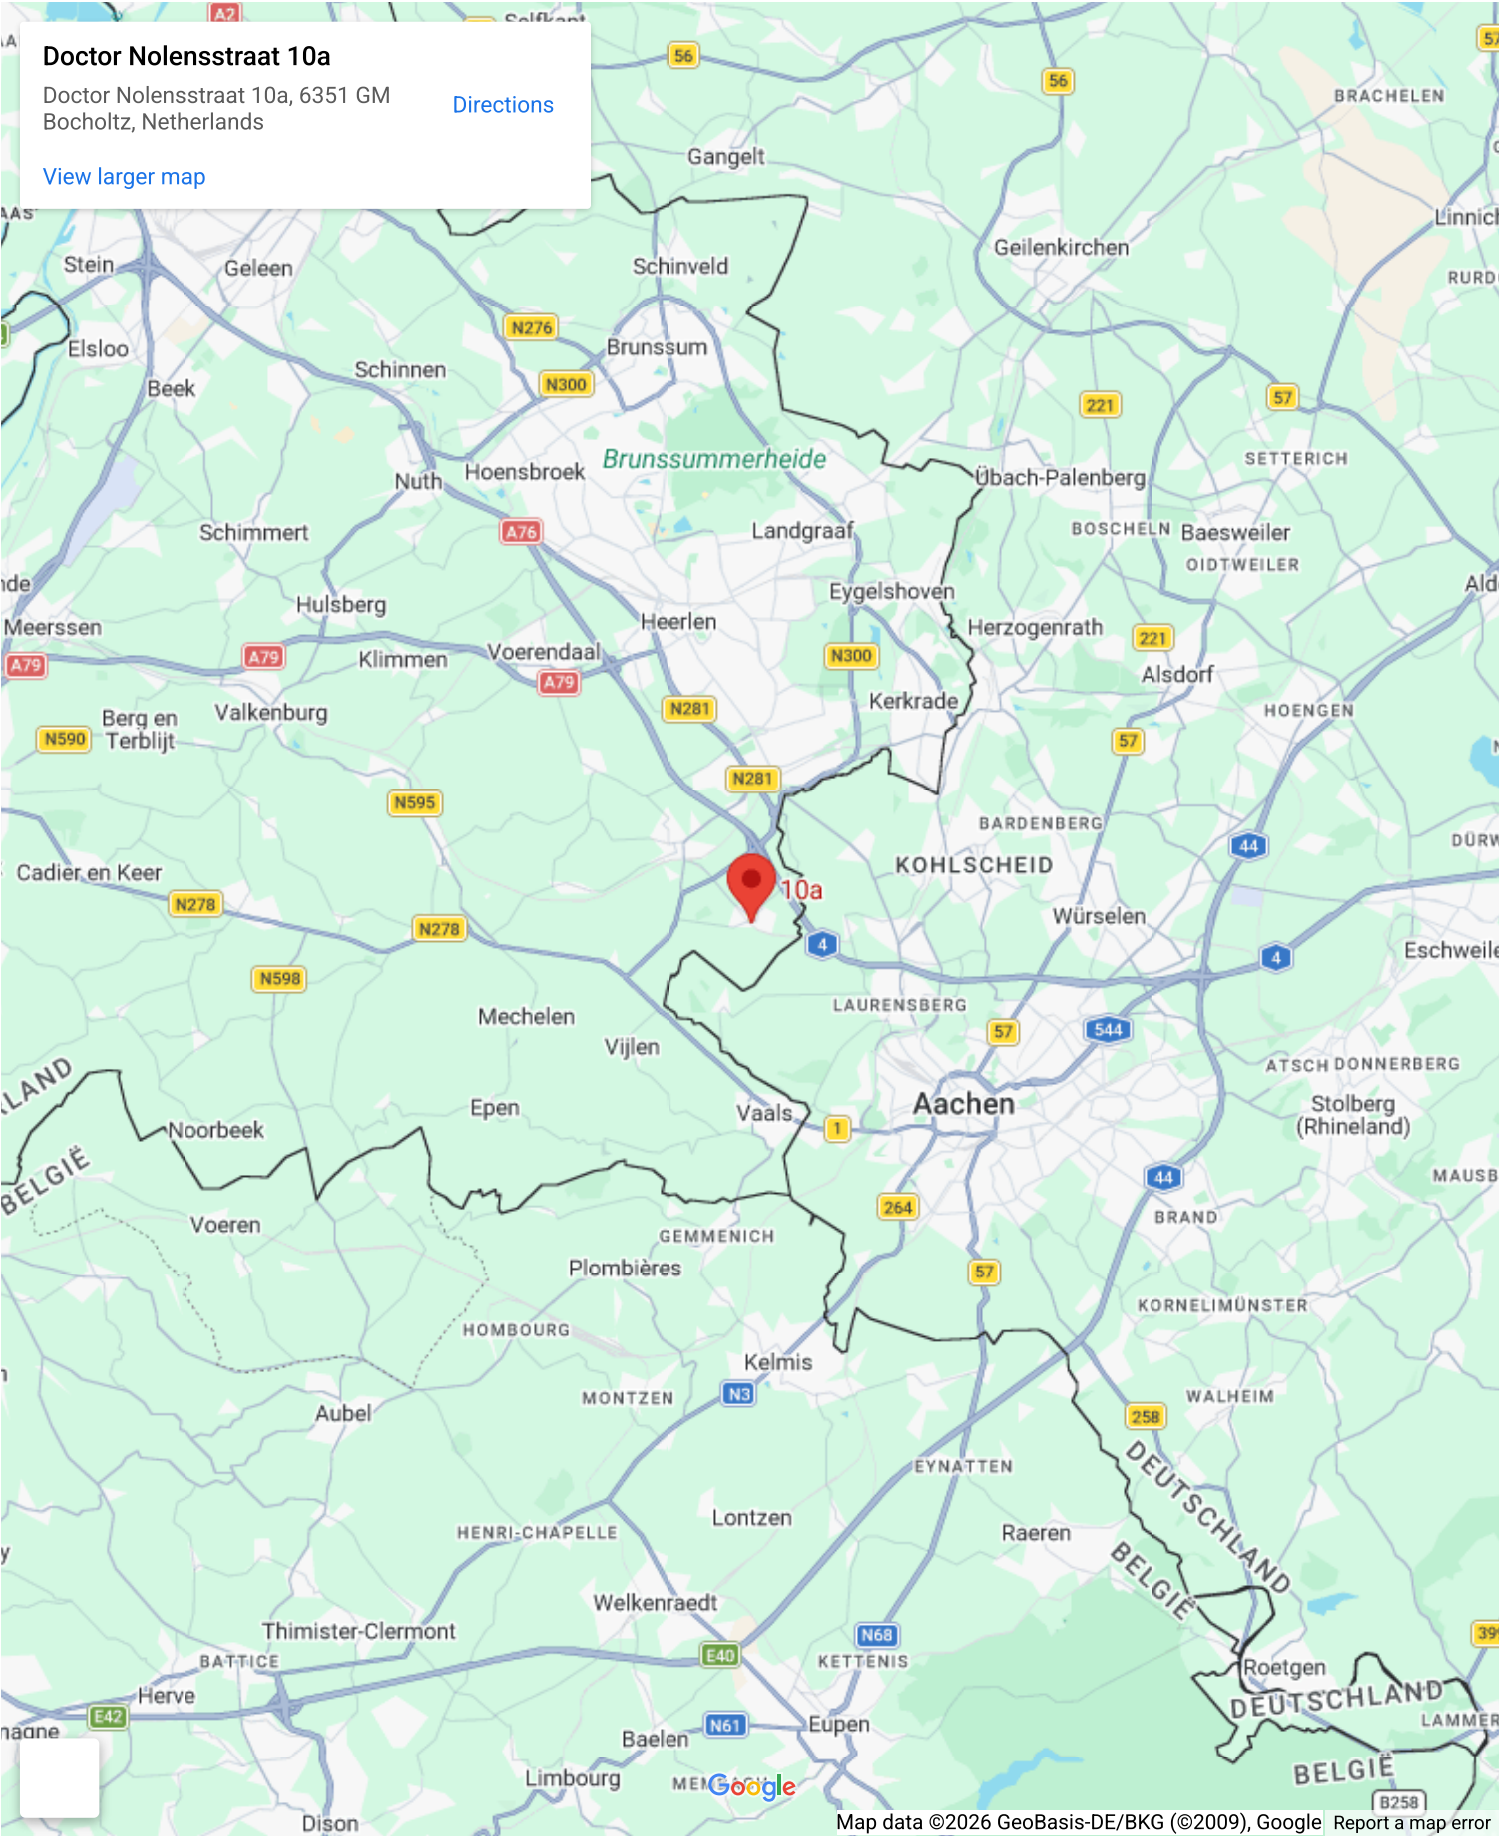 Doctor Nolensstraat 10a
Doctor Nolensstraat 10a, 6351 GM
Bocholtz, Netherlands
Directions
View larger map
A2
56
56
57
BRACHELEN
Gangelt
Linnich
Geilenkirchen
Stein
Geleen
Schinveld
N276
Elsloo
Brunssum
Schinnen
N300
Beek
221
57
Brunssummerheide
SETTERICH
Nuth
Hoensbroek
Übach-Palenberg
A76
Landgraaf
BOSCHELN
Baesweiler
Schimmert
OIDTWEILER
Hulsberg
Eygelshoven
Meerssen
Heerlen
Herzogenrath
221
A79
A79
Klimmen
Voerendaal
A79
N300
Alsdorf
Kerkrade
N281
HOENGEN
Berg en
Terblijt
Valkenburg
N590
57
N281
N595
BARDENBERG
44
KOHLSCHEID
Cadier en Keer
10a
N278
N278
Würselen
4
4
N598
LAURENSBERG
Mechelen
57
544
Vijlen
ATSCH
DONNERBERG
Aachen
Stolberg
(Rhineland)
Epen
Vaals
Noorbeek
1
BELGIË
44
264
BRAND
Voeren
GEMMENICH
Plombières
57
KORNELIMÜNSTER
HOMBOURG
Kelmis
N3
MONTZEN
WALHEIM
Aubel
258
EYNATTEN
DEUTSCHLAND
Lontzen
HENRI-CHAPELLE
Raeren
BELGIË
Welkenraedt
Thimister-Clermont
N68
E40
BATTICE
KETTENIS
Roetgen
Herve
DEUTSCHLAND
E42
N61
Eupen
Baelen
BELGIË
Limbourg
Google
B258
Dison
Map data ©2026 GeoBasis-DE/BKG (©2009), Google
Report a map error